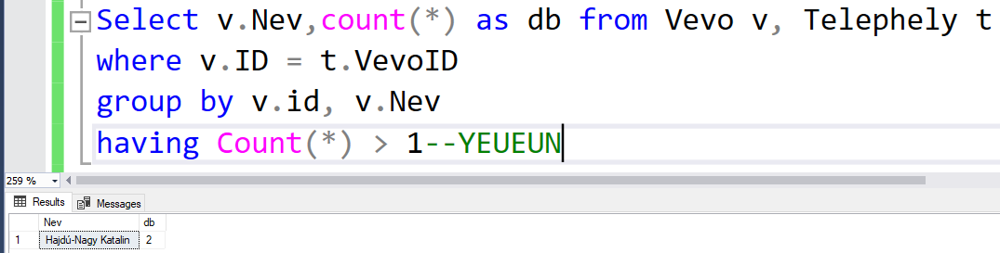 Select v.Nev,count(*) as db from Vevo v, Telephely t
where v.ID = t.VevoID
group by v.id, v.Nev
having Count(*) > 1--YEUEUN
259 %
Results Messages
Nev db
1 Hajdú-Nagy Katalin 2